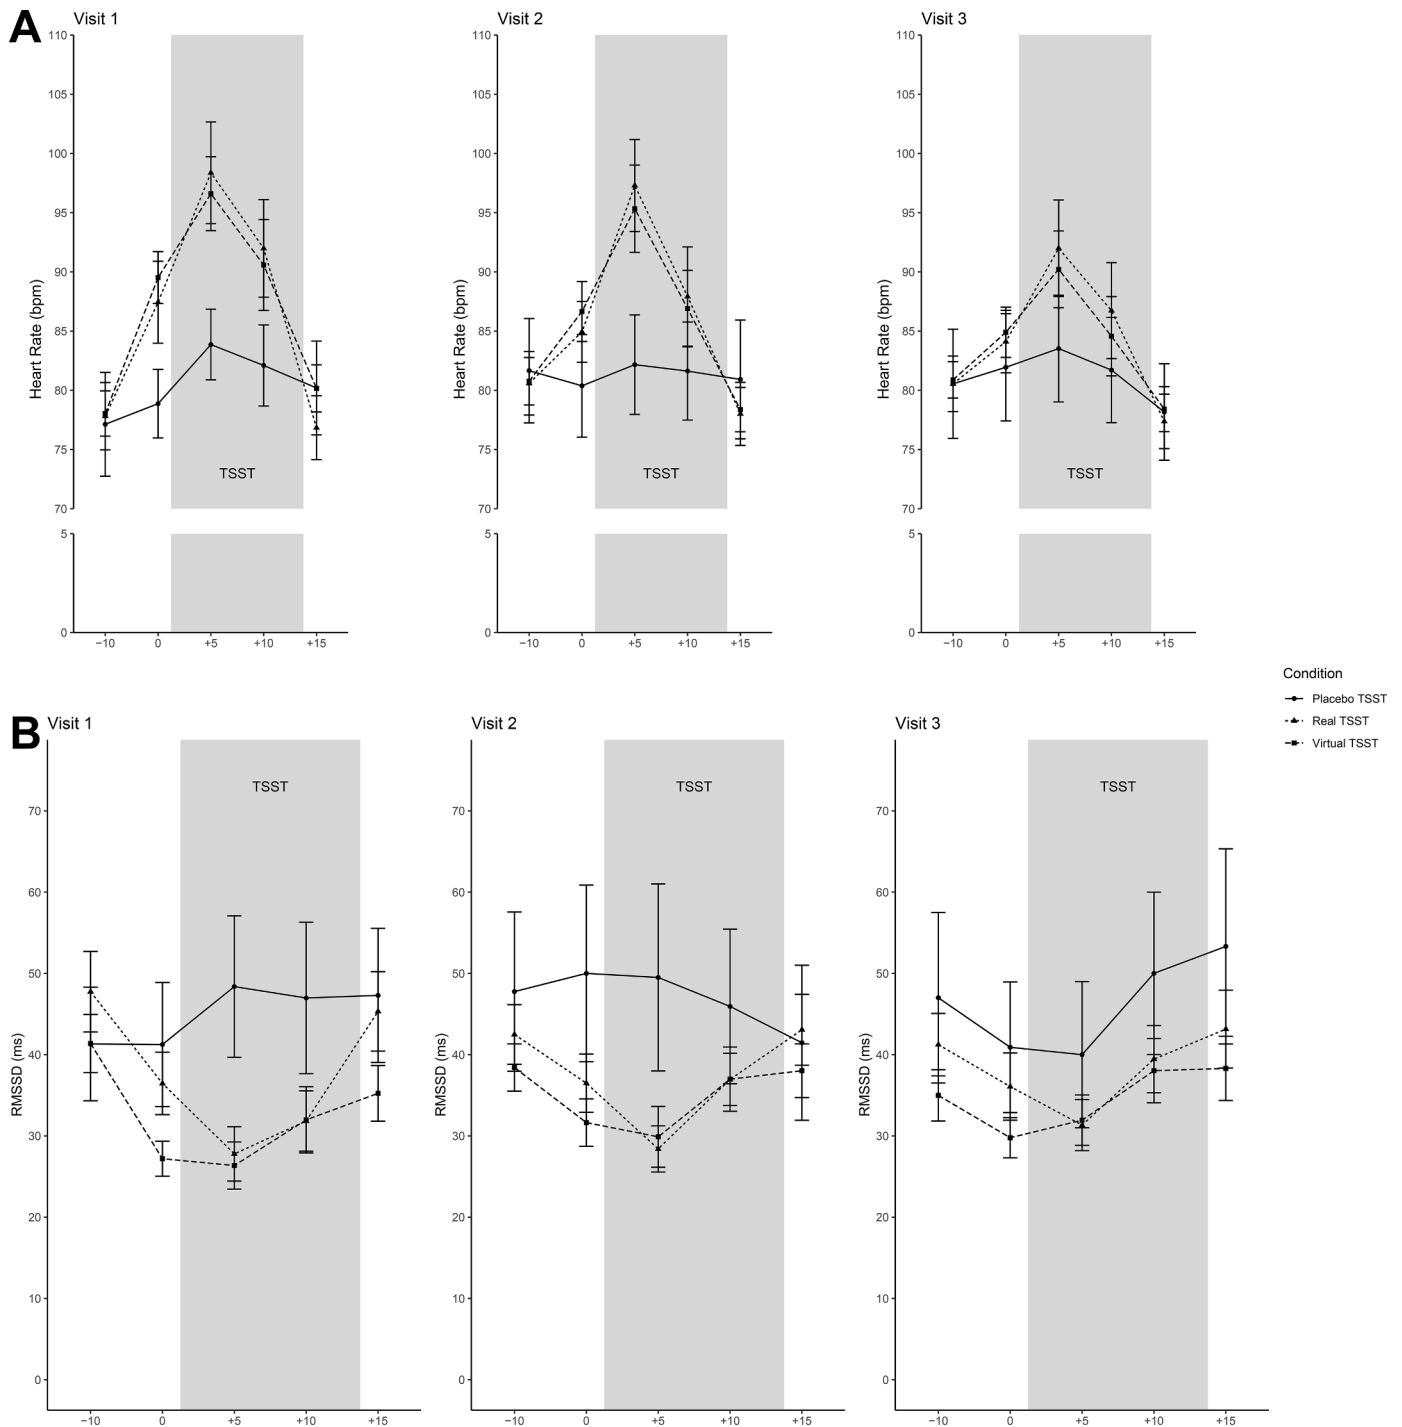 A
Visit 1
Visit 2
Visit 3
110
105
100
95
90
85
80
75
70
5
0
Heart Rate (bpm)
TSST
−10 0 +5 +10 +15
110
105
100
95
90
85
80
75
70
5
0
Heart Rate (bpm)
TSST
−10 0 +5 +10 +15
110
105
100
95
90
85
80
75
70
5
0
Heart Rate (bpm)
TSST
−10 0 +5 +10 +15
Condition
Placebo TSST
Real TSST
Virtual TSST
B
Visit 1
Visit 2
Visit 3
TSST
70
60
50
40
30
20
10
0
RMSSD (ms)
−10 0 +5 +10 +15
TSST
70
60
50
40
30
20
10
0
RMSSD (ms)
−10 0 +5 +10 +15
TSST
70
60
50
40
30
20
10
0
RMSSD (ms)
−10 0 +5 +10 +15